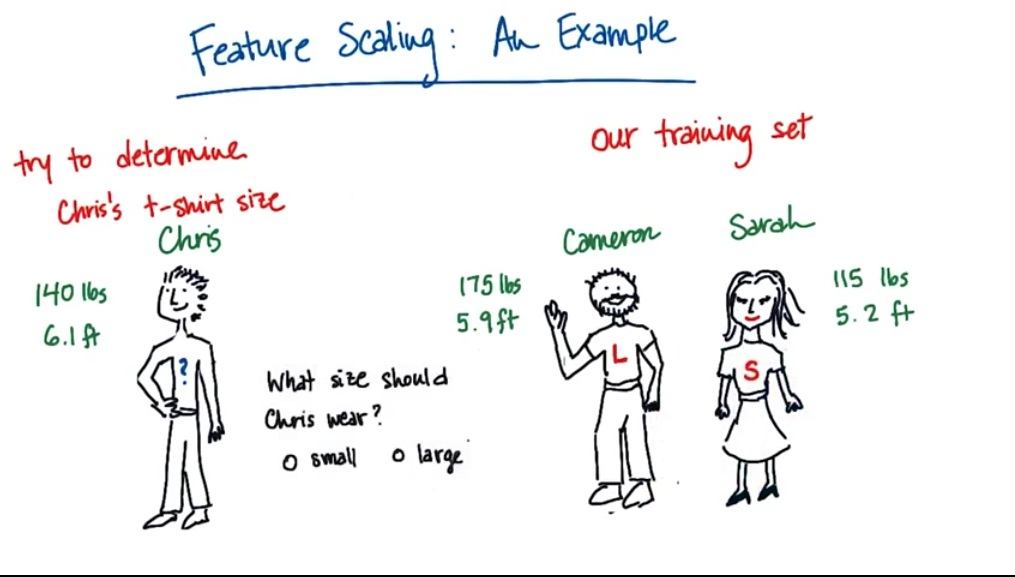 Feature Scaling: An Example
try to determine
Chris's t-shirt size
our training set
Chris
140 lbs
6.1 ft
?
What size should
Chris wear?
o small o large
Cameron
175 lbs
5.9 ft
L
Sarah
115 lbs
5.2 ft
S